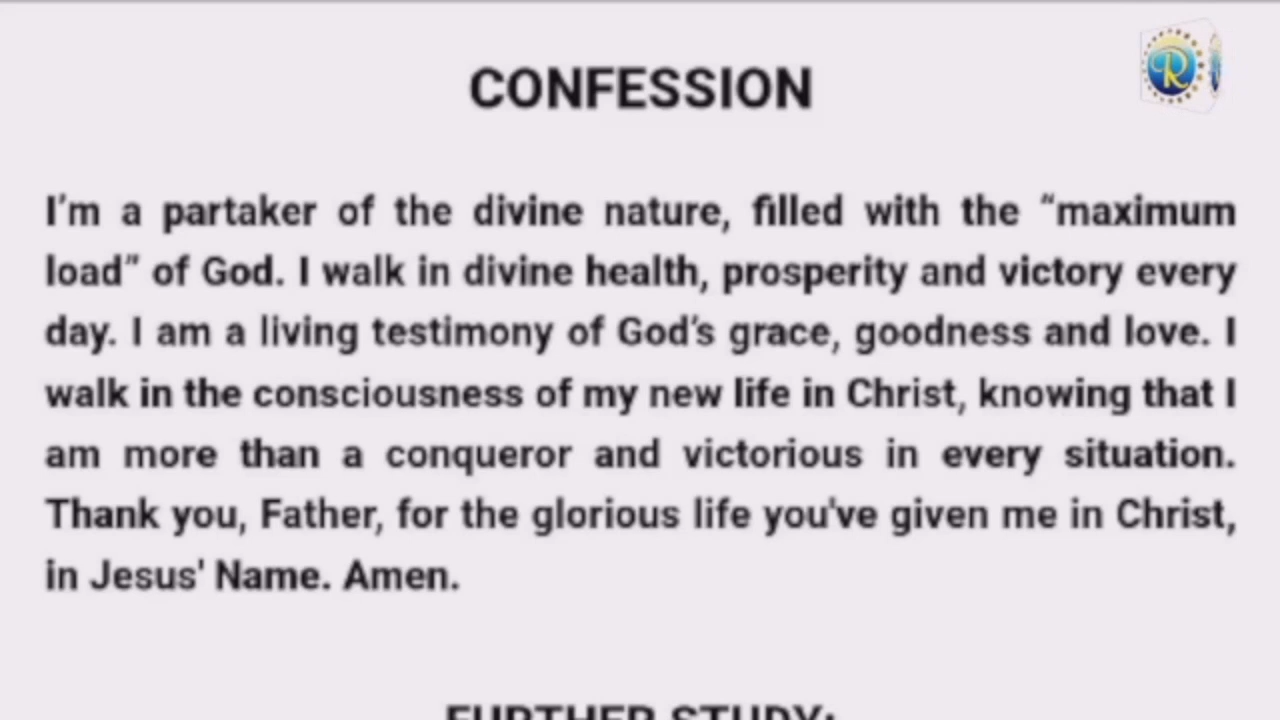 CONFESSION
R
I’m a partaker of the divine nature, filled with the “maximum
load” of God. I walk in divine health, prosperity and victory every
day. I am a living testimony of God’s grace, goodness and love. I
walk in the consciousness of my new life in Christ, knowing that I
am more than a conqueror and victorious in every situation.
Thank you, Father, for the glorious life you've given me in Christ,
in Jesus' Name. Amen.
FURTHER STUDY: